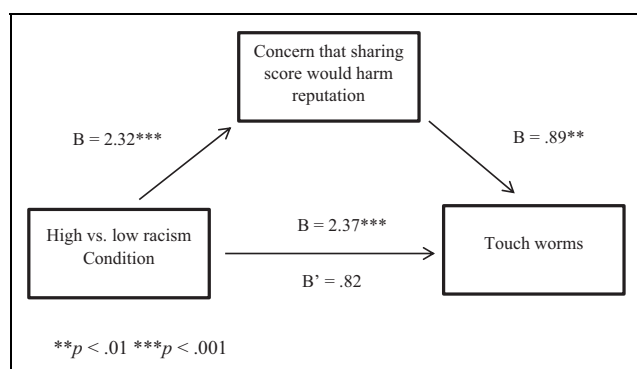 Concern that sharing
score would harm
reputation
B = 2.32***
B = .89**
High vs. low racism
Condition
B = 2.37***
B’ = .82
Touch worms
**p < .01 ***p < .001